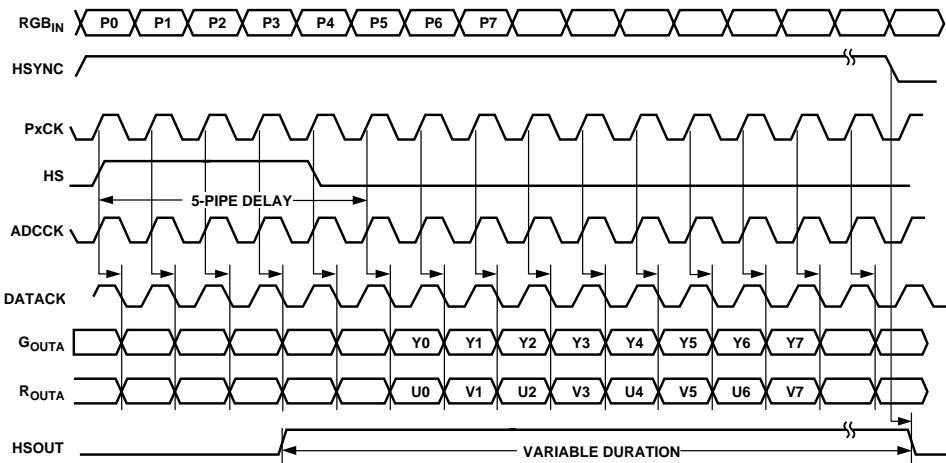 RGBIN P0 P1 P2 P3 P4 P5 P6 P7
HSYNC
PxCK
HS
5-PIPE DELAY
ADCCK
DATACK
GOUTA Y0 Y1 Y2 Y3 Y4 Y5 Y6 Y7
ROUTA U0 V1 U2 V3 U4 V5 U6 V7
HSOUT
VARIABLE DURATION